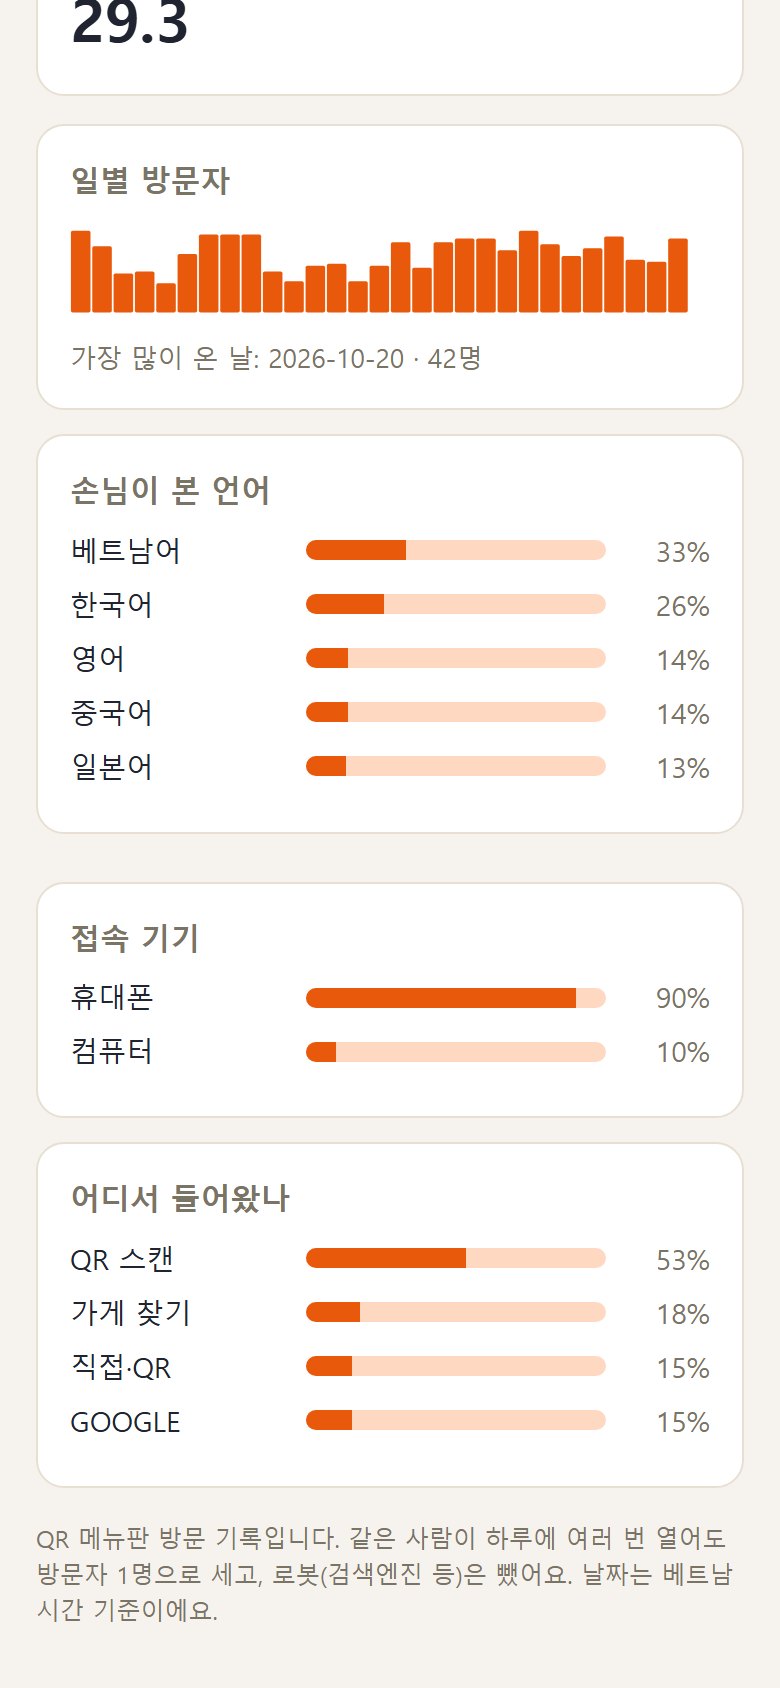 29.3
일별 방문자
가장 많이 온 날: 2026-10-20 · 42명
손님이 본 언어
베트남어 33%
한국어 26%
영어 14%
중국어 14%
일본어 13%
접속 기기
휴대폰 90%
컴퓨터 10%
어디서 들어왔나
QR 스캔 53%
가게 찾기 18%
직접·QR 15%
GOOGLE 15%
QR 메뉴판 방문 기록입니다. 같은 사람이 하루에 여러 번 열어도
방문자 1명으로 세고, 로봇(검색엔진 등)은 뺐어요. 날짜는 베트남
시간 기준이에요.